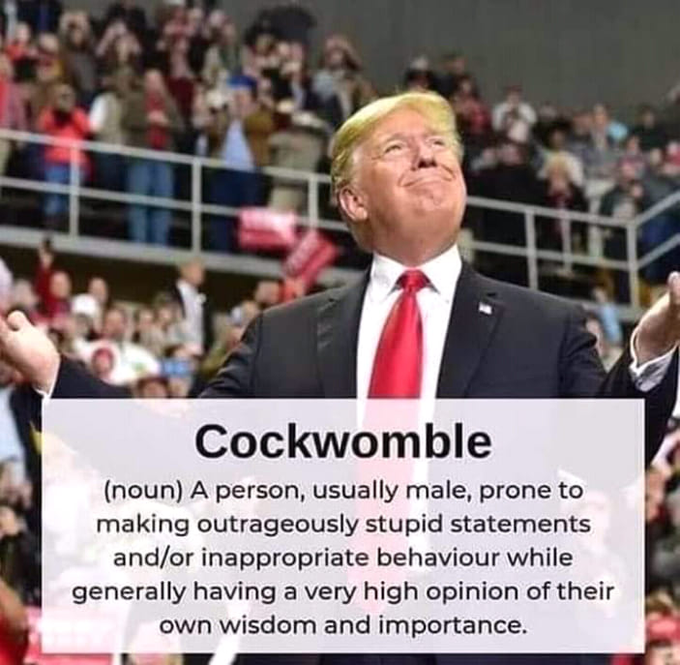 Cockwomble
(noun) A person, usually male, prone to
making outrageously stupid statements
and/or inappropriate behaviour while
generally having a very high opinion of their
own wisdom and importance.